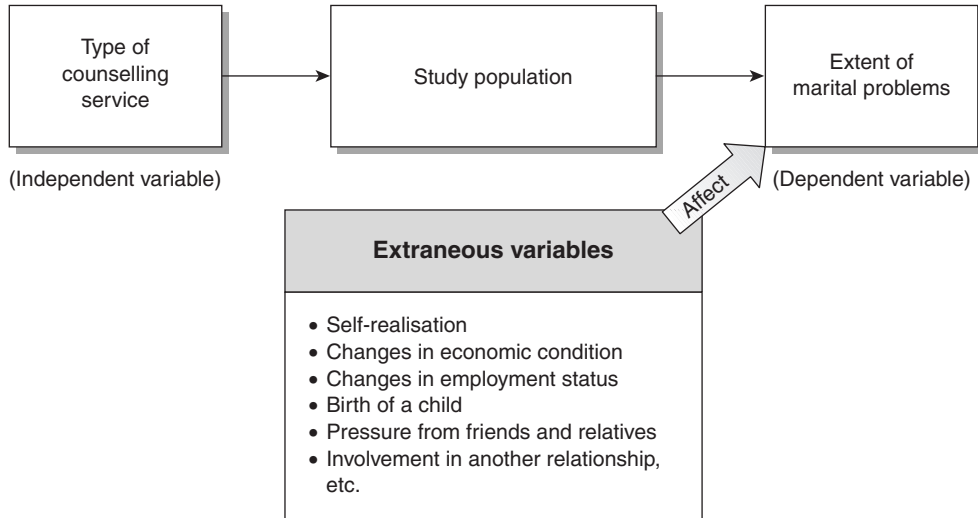 Type of
counselling
service
Study population
Extent of
marital problems
(Independent variable)
(Dependent variable)
Affect
Extraneous variables
• Self-realisation
• Changes in economic condition
• Changes in employment status
• Birth of a child
• Pressure from friends and relatives
• Involvement in another relationship,
etc.